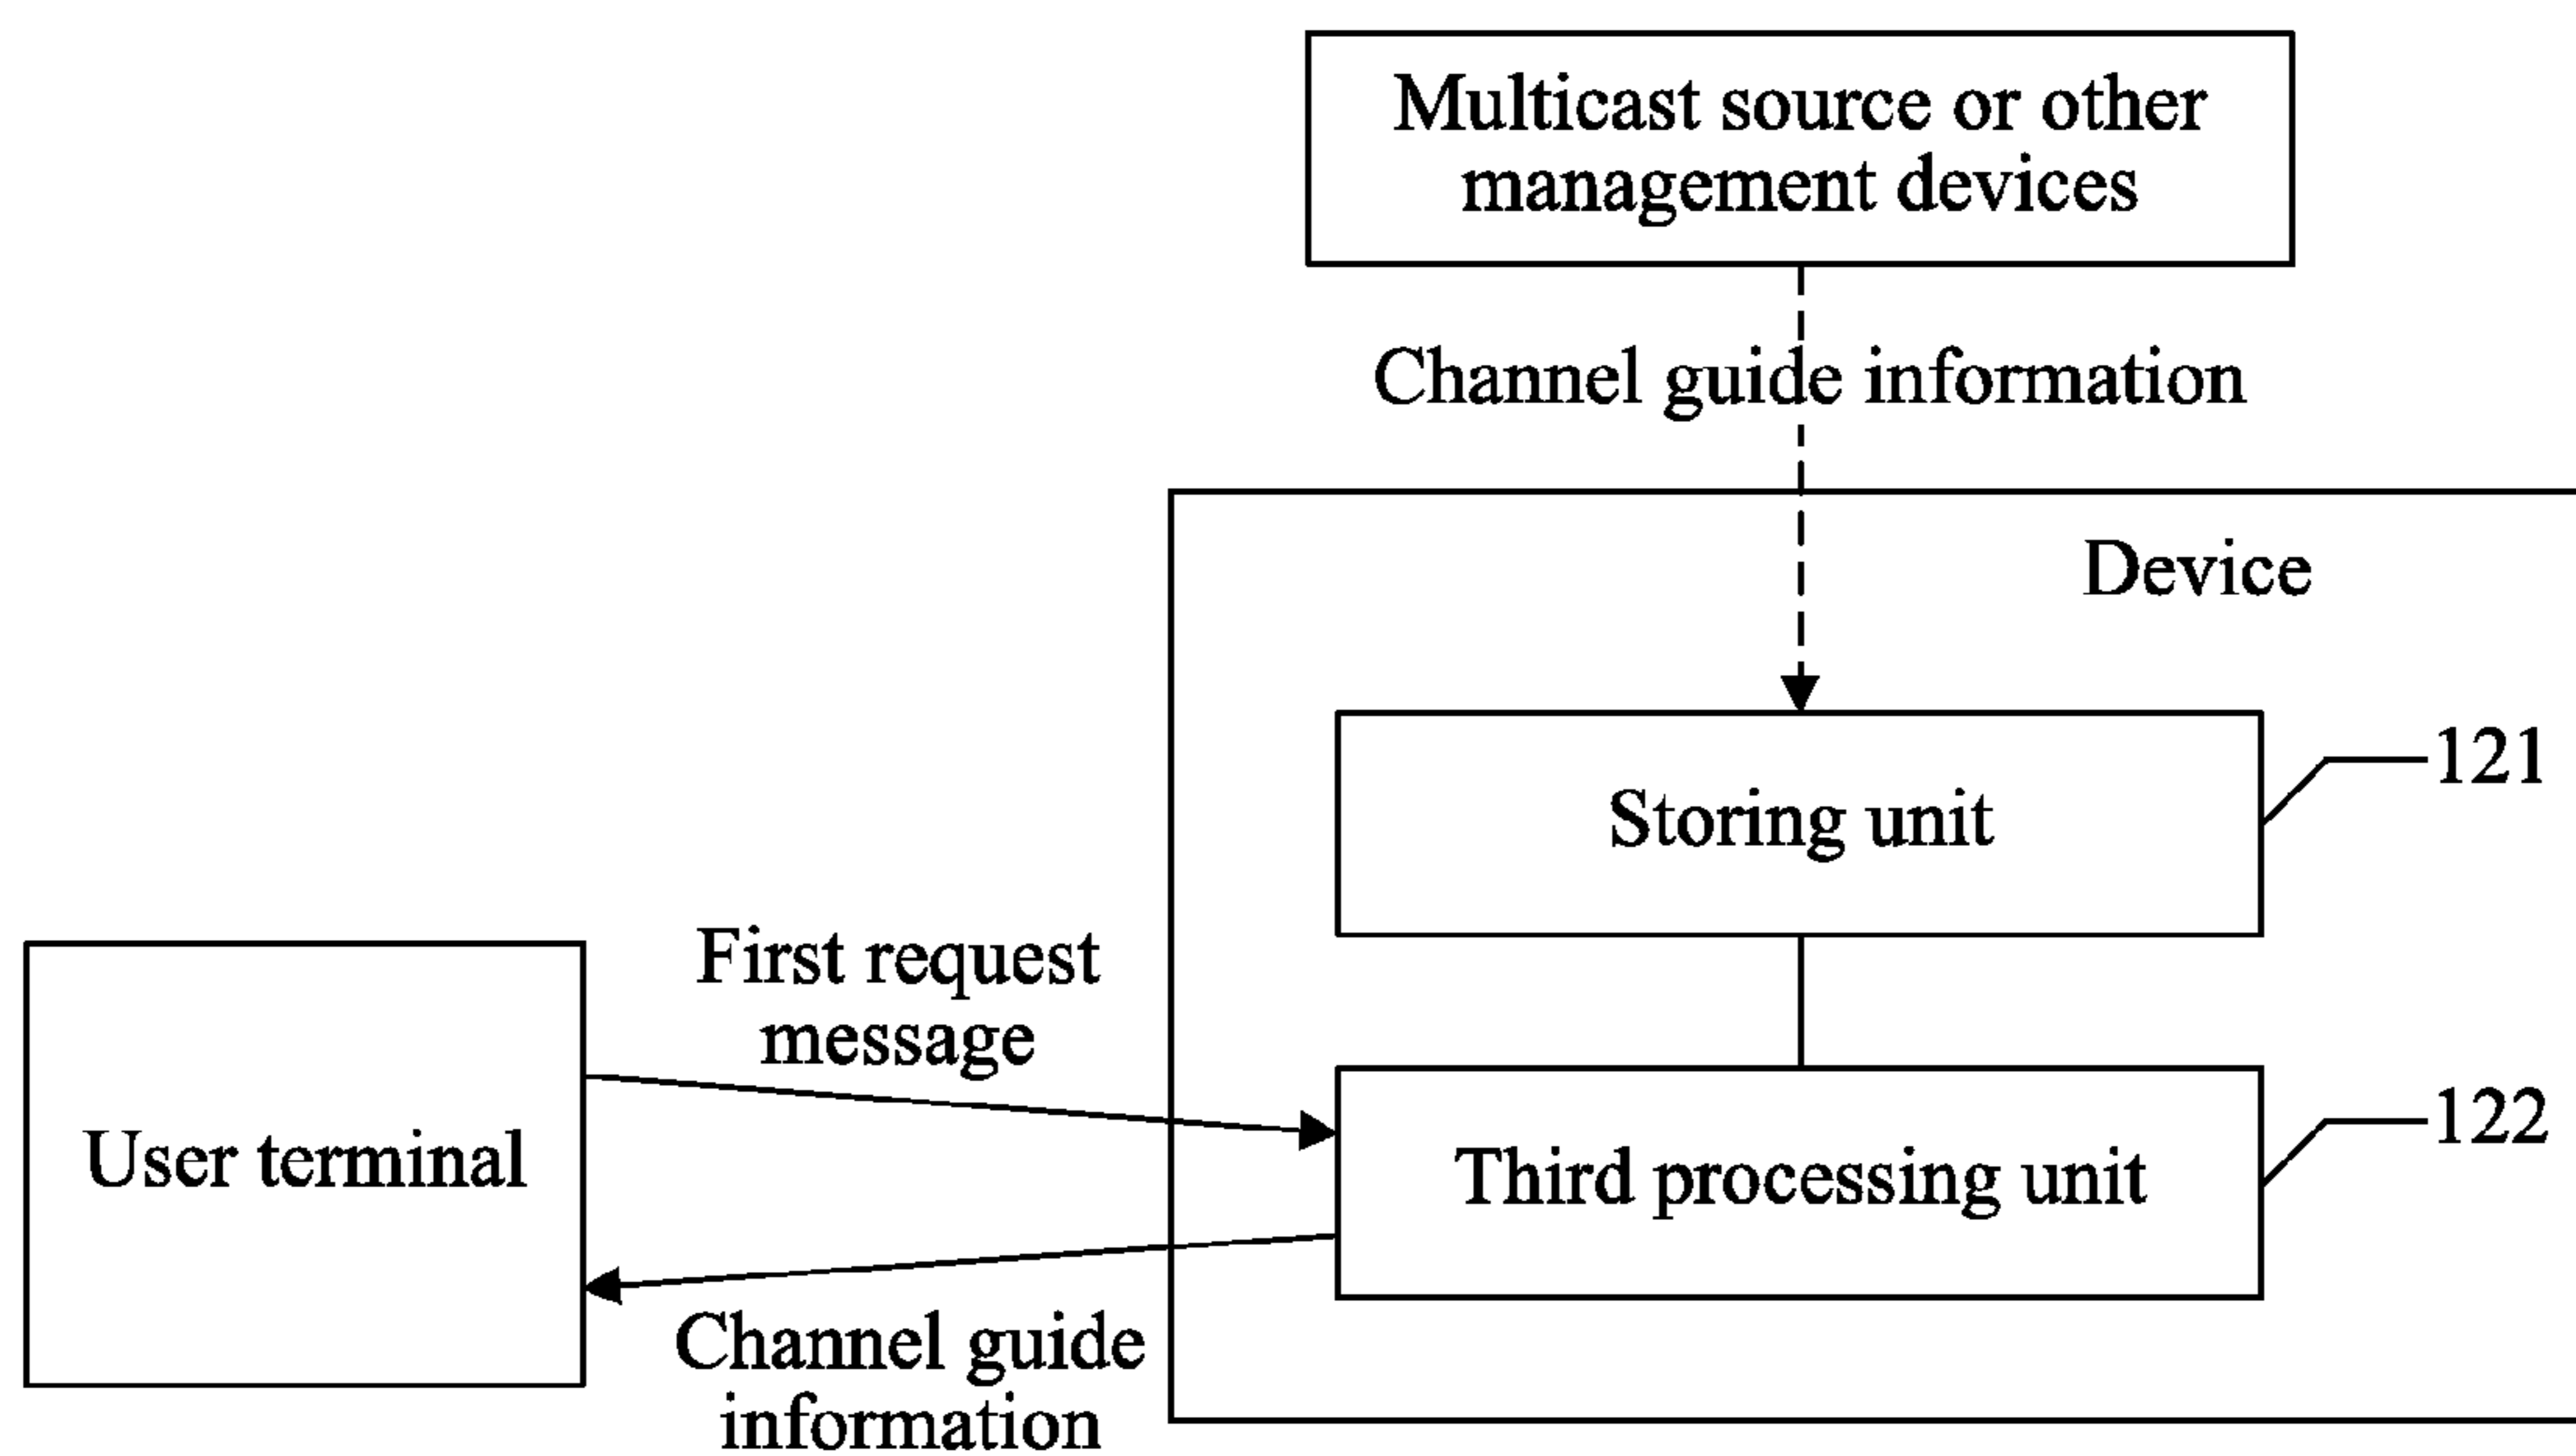 Multicast source or other
management devices
Channel guide information
Device
Storing unit
121
First request
message
User terminal
Third processing unit
122
Channel guide
information